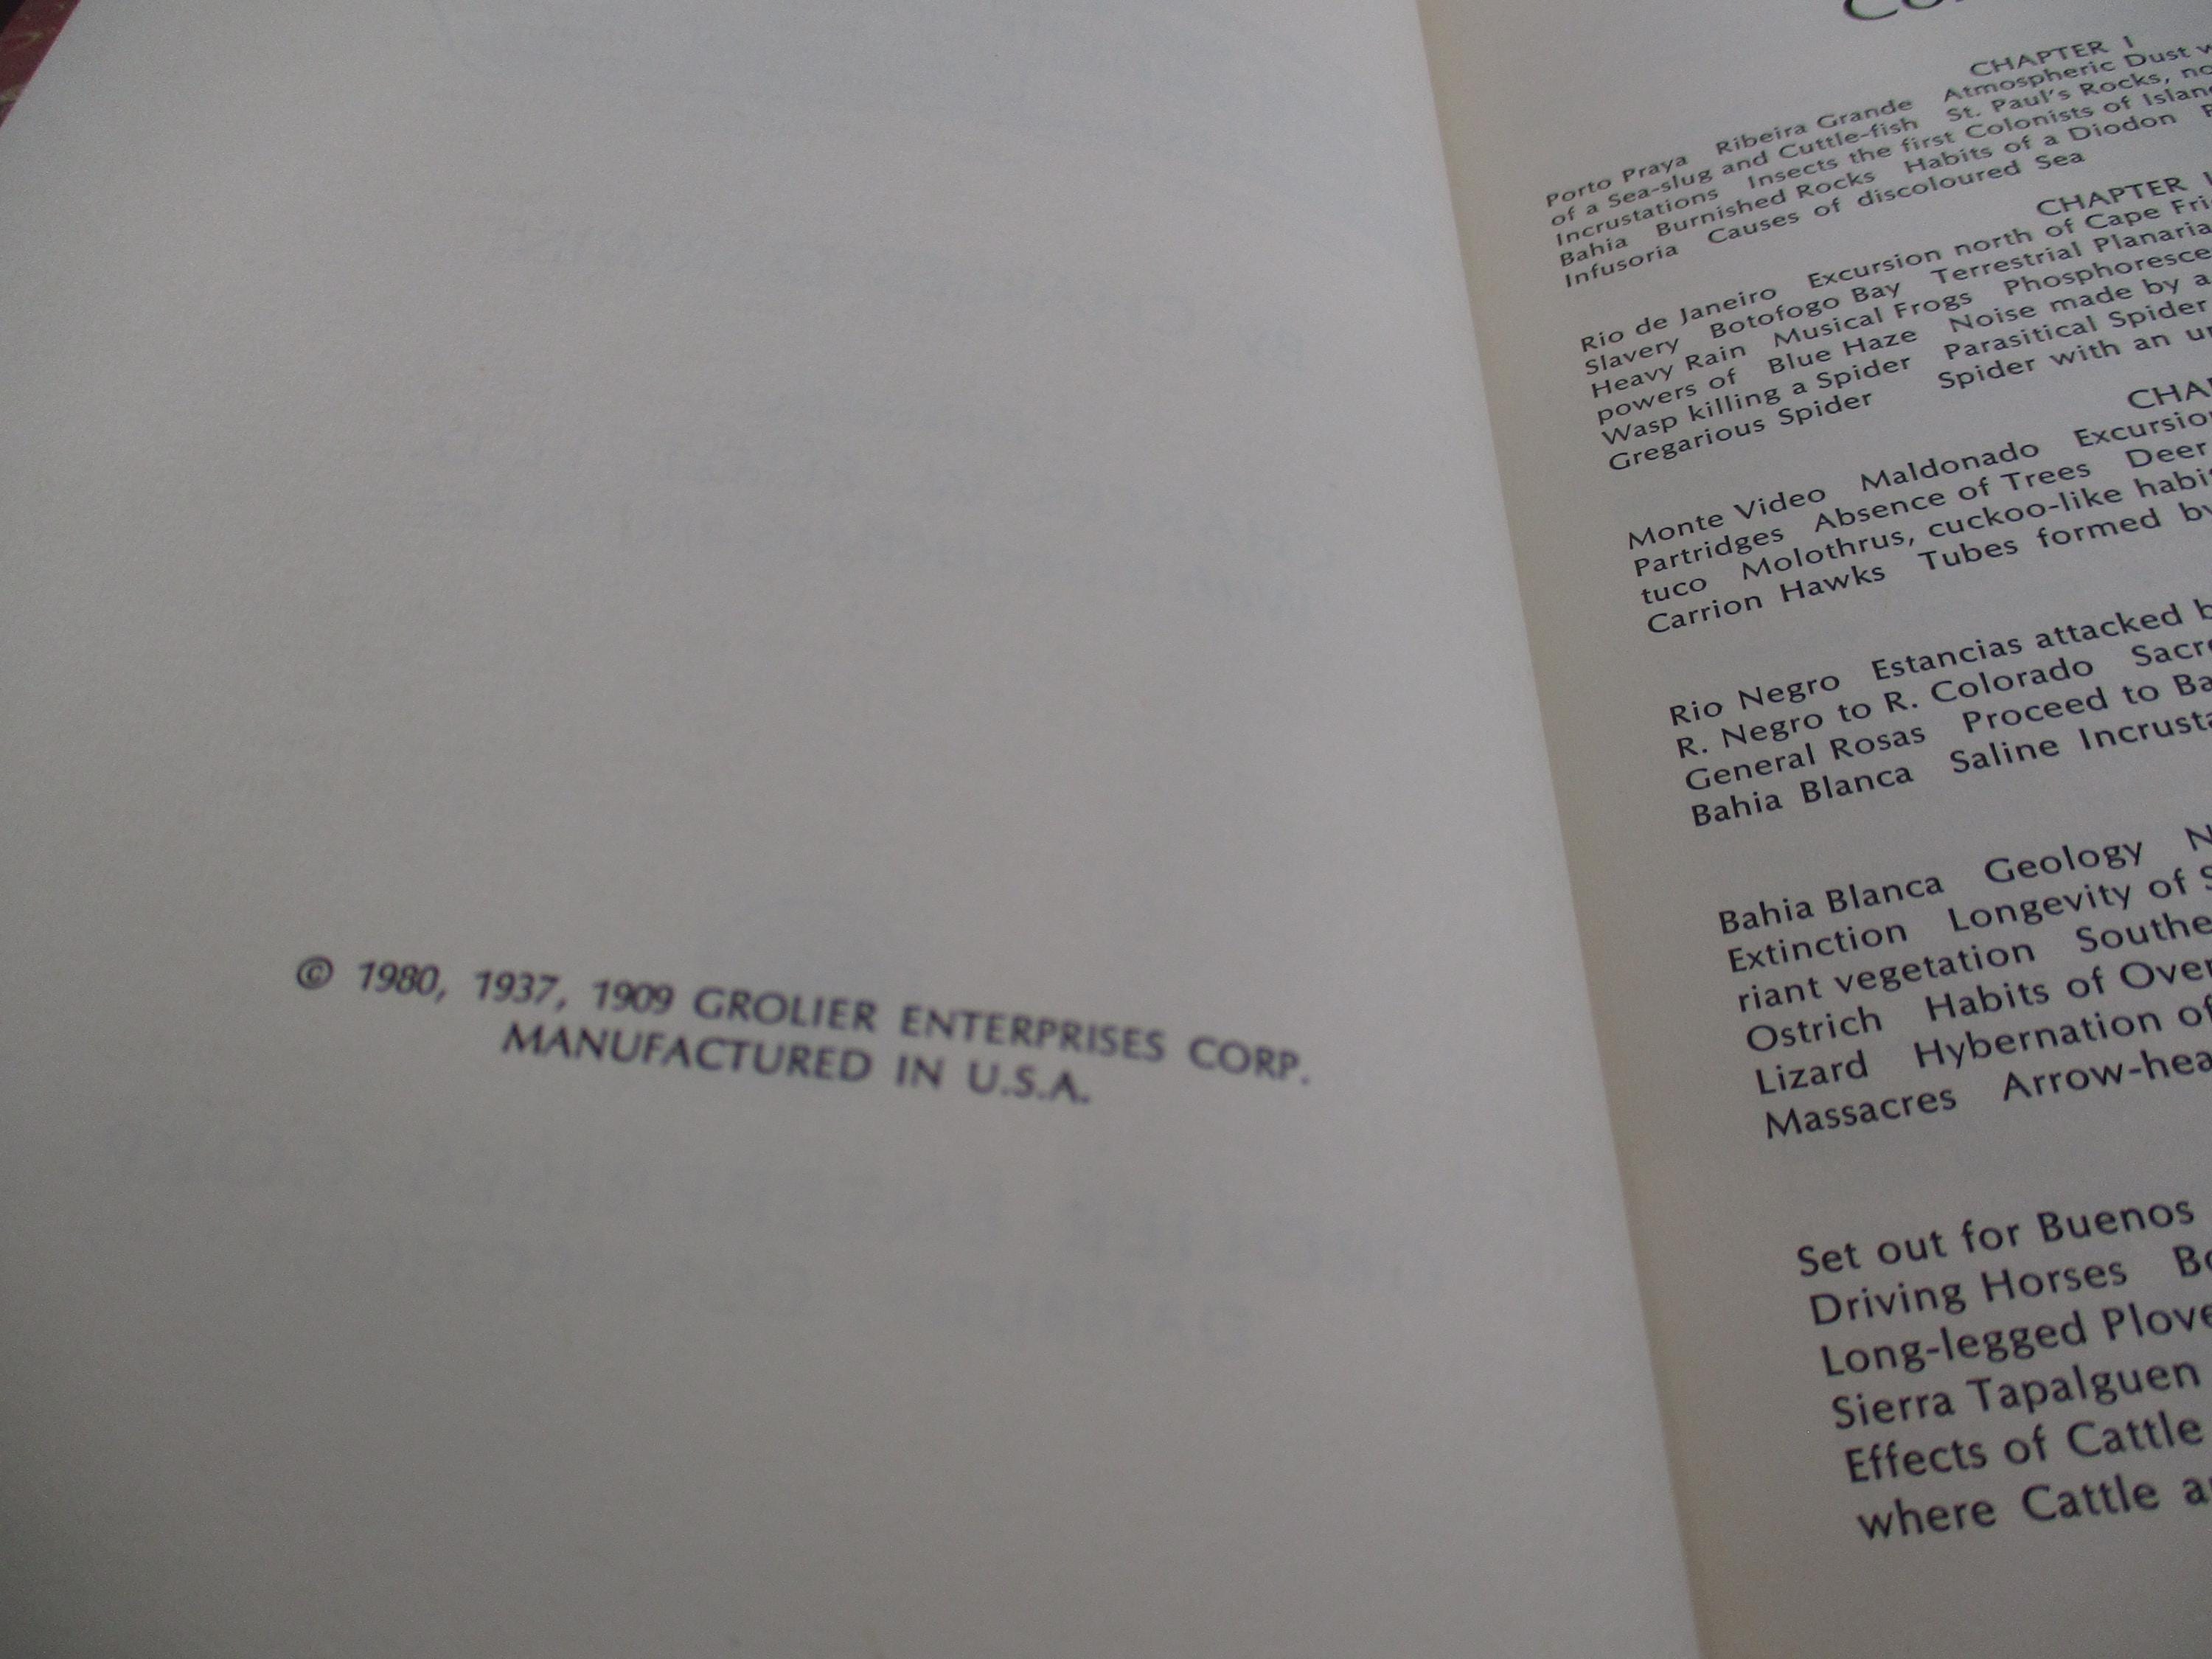 © 1980, 1937, 1909 GROLIER ENTERPRISES CORP.
MANUFACTURED IN U.S.A.
CHAPTER I
Porto Praya Ribeira Grande Atmospheric Dust
of a Sea-slug and Cuttle-fish St. Paul's Rocks,
Incrustations Insects the first Colonists of
Bahia Burnished Rocks Habits of a Diodon
Infusoria Causes of discoloured Sea
CHAPTER
Rio de Janeiro Excursion north of Cape
Slavery Botofogo Bay Terrestrial
Heavy Rain Musical Frogs
powers of Blue Haze Noise made by a
Wasp killing a Spider Parasitical Spider
Gregarious Spider Spider with an
Monte Video Maldonado
Partridges Absence of Trees Deer
tuco Molothrus, cuckoo-like
Carrion Hawks Tubes formed
Rio Negro Estancias attacked
R. Negro to R. Colorado
General Rosas Proceed to
Bahia Blanca Saline
Bahia Blanca Geology
Extinction Longevity of
riant vegetation
Ostrich Habits of
Lizard Hybernation
Massacres
Set out for Buenos
Driving Horses
Long-legged
Sierra Tapalguen
Effects of Cattle
where Cattle